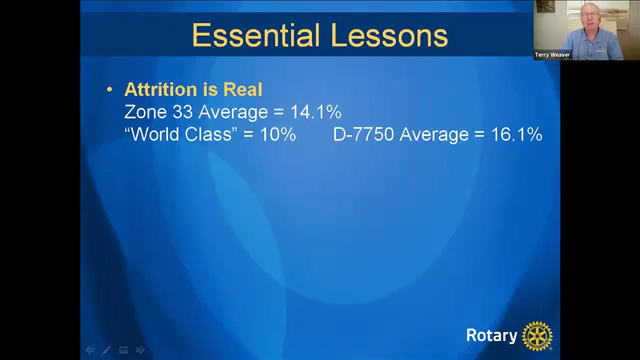 Essential Lessons
Terry Weaver
• Attrition is Real
Zone 33 Average = 14.1%
“World Class” = 10% D-7750 Average = 16.1%
Rotary